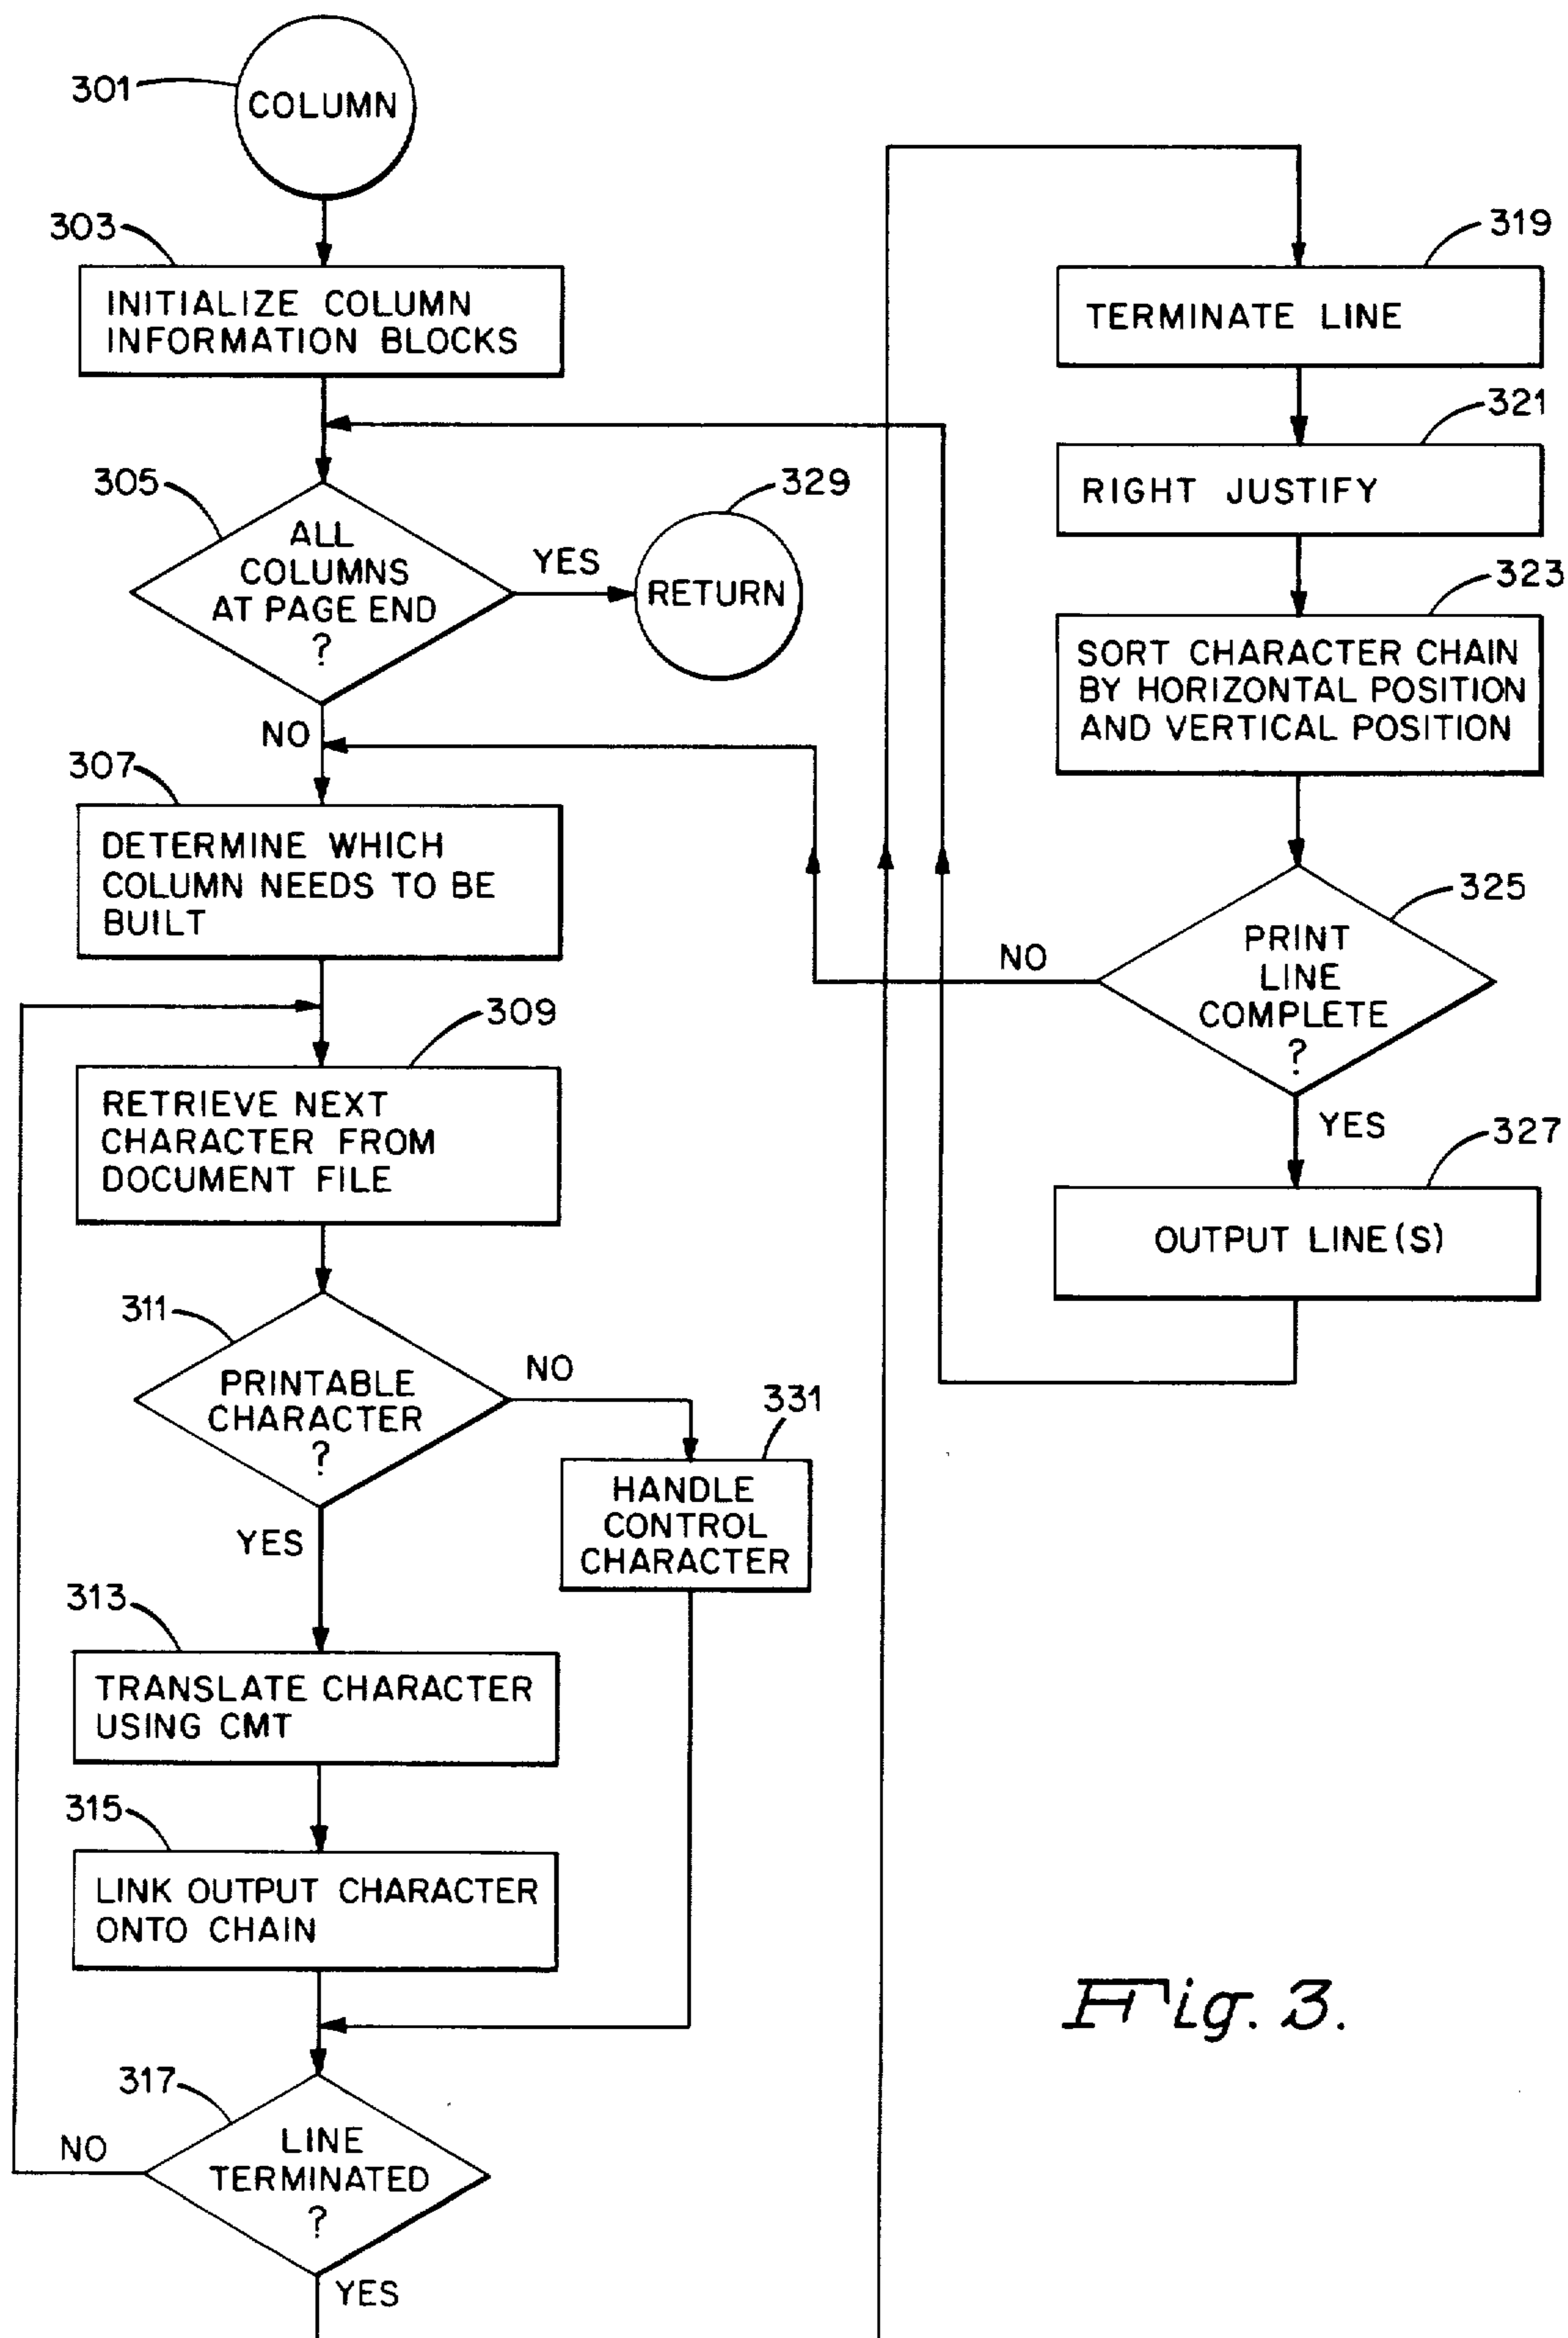 301
COLUMN
303
INITIALIZE COLUMN
INFORMATION BLOCKS
305
ALL
COLUMNS
AT PAGE END
?
YES
329
RETURN
NO
307
DETERMINE WHICH
COLUMN NEEDS TO BE
BUILT
309
RETRIEVE NEXT
CHARACTER FROM
DOCUMENT FILE
311
PRINTABLE
CHARACTER
?
NO
331
HANDLE
CONTROL
CHARACTER
YES
313
TRANSLATE CHARACTER
USING CMT
315
LINK OUTPUT CHARACTER
ONTO CHAIN
317
LINE
TERMINATED
?
NO
YES
319
TERMINATE LINE
321
RIGHT JUSTIFY
323
SORT CHARACTER CHAIN
BY HORIZONTAL POSITION
AND VERTICAL POSITION
325
PRINT
LINE
COMPLETE
?
NO
YES
327
OUTPUT LINE(S)
Fig. 3.